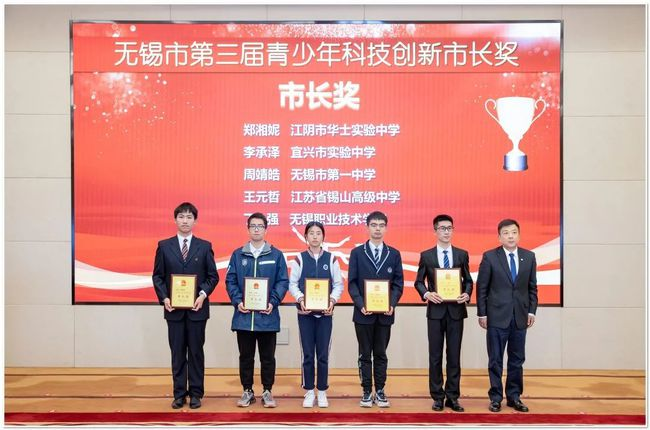 无锡市第三届青少年科技创新市长奖
市长奖
郑湘妮 江阴市华士实验中学
李承泽 宜兴市实验中学
周靖皓 无锡市第一中学
王元哲 江苏省锡山高级中学
强 无锡职业技术学